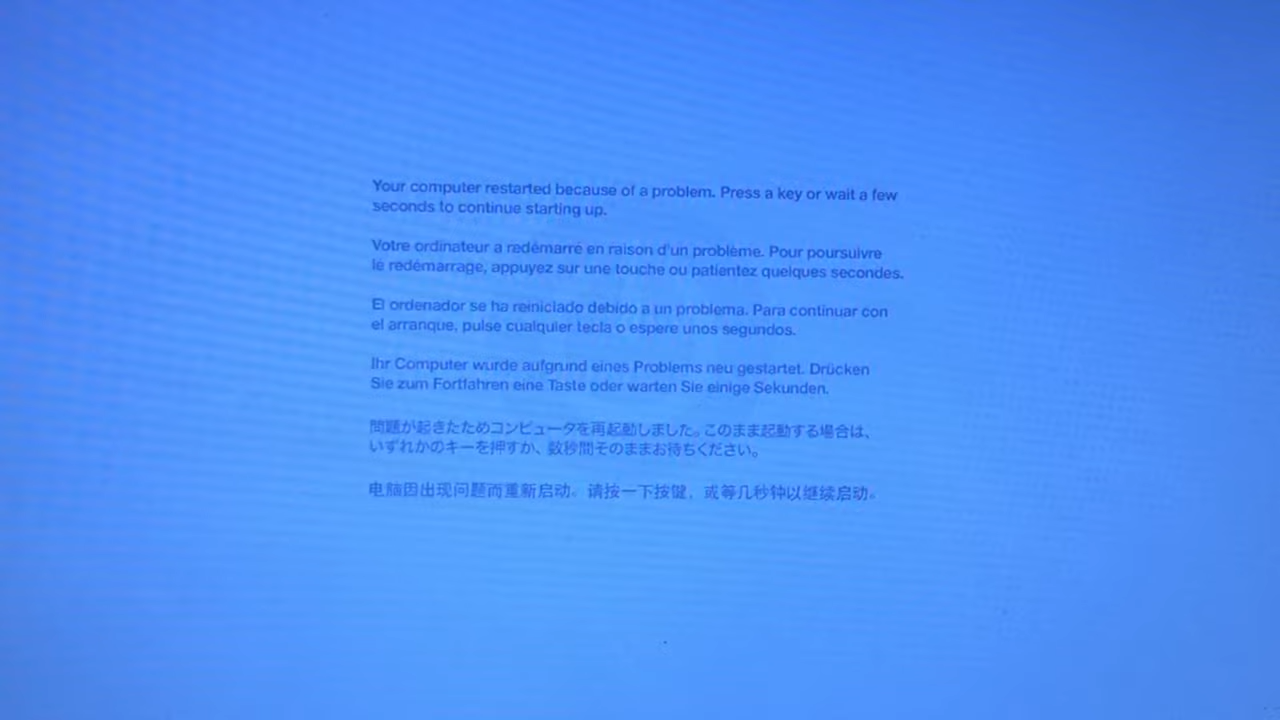 Your computer restarted because of a problem. Press a key or wait a few
seconds to continue starting up.
Votre ordinateur a redémarré en raison d'un problème. Pour poursuivre
le redémarrage, appuyez sur une touche ou patientez quelques secondes.
El ordenador se ha reiniciado debido a un problema. Para continuar con
el arranque, pulse cualquier tecla o espere unos segundos.
Ihr Computer wurde aufgrund eines Problems neu gestartet. Drücken
Sie zum Fortfahren eine Taste oder warten Sie einige Sekunden.
問題が起きたためコンピュータを再起動しました。このまま起動する場合は、
いずれかのキーを押すか、数秒間そのままお待ちください。
电脑因出现问题而重新启动。请按一下按键，或等几秒钟以继续启动。